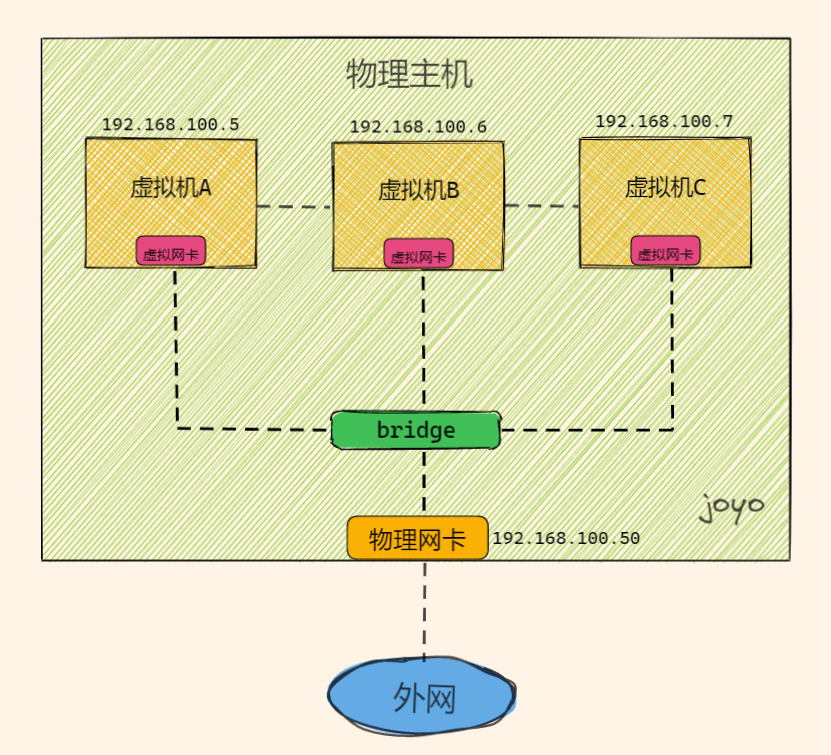 物理主机
192.168.100.5
192.168.100.6
192.168.100.7
虚拟机A
虚拟机B
虚拟机C
虚拟网卡
虚拟网卡
虚拟网卡
bridge
joyo
物理网卡
192.168.100.50
外网